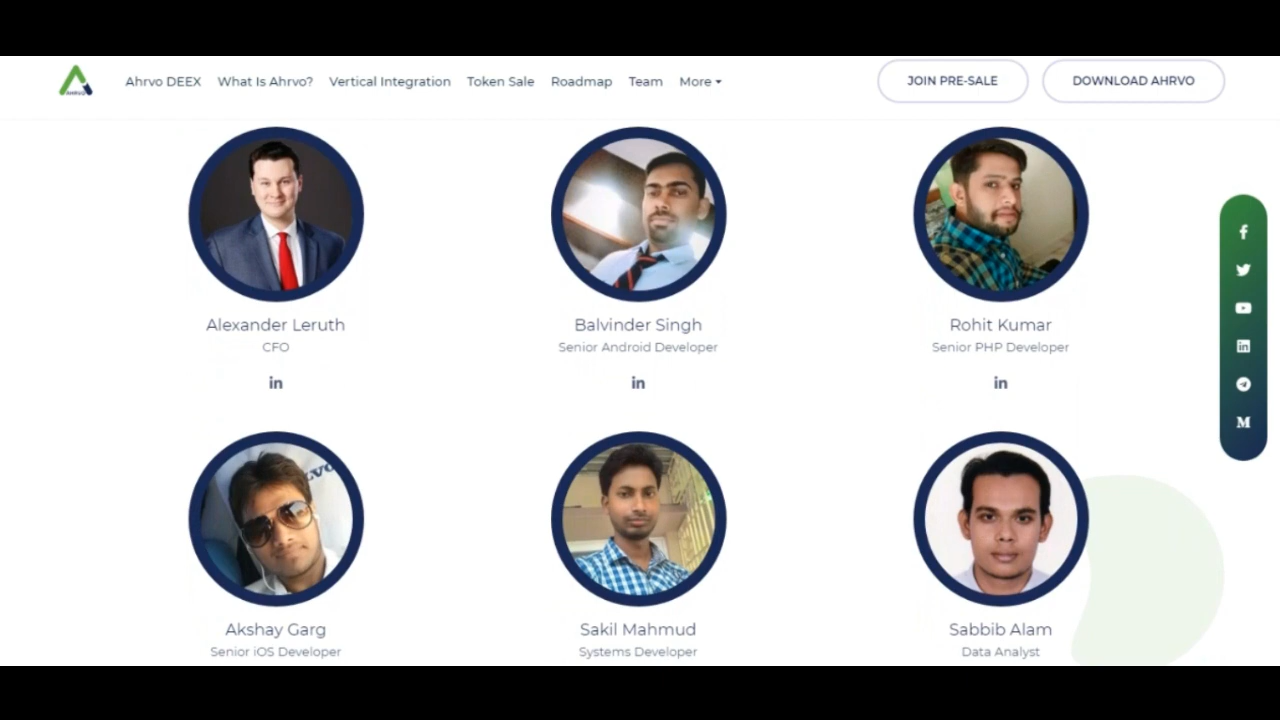 AHRVO
Ahrvo DEEX What Is Ahrvo? Vertical Integration Token Sale Roadmap Team More JOIN PRE-SALE DOWNLOAD AHRVO
Alexander Leruth Balvinder Singh Rohit Kumar
CFO Senior Android Developer Senior PHP Developer
in in in
Akshay Garg Sakil Mahmud Sabbib Alam
Senior iOS Developer Systems Developer Data Analyst